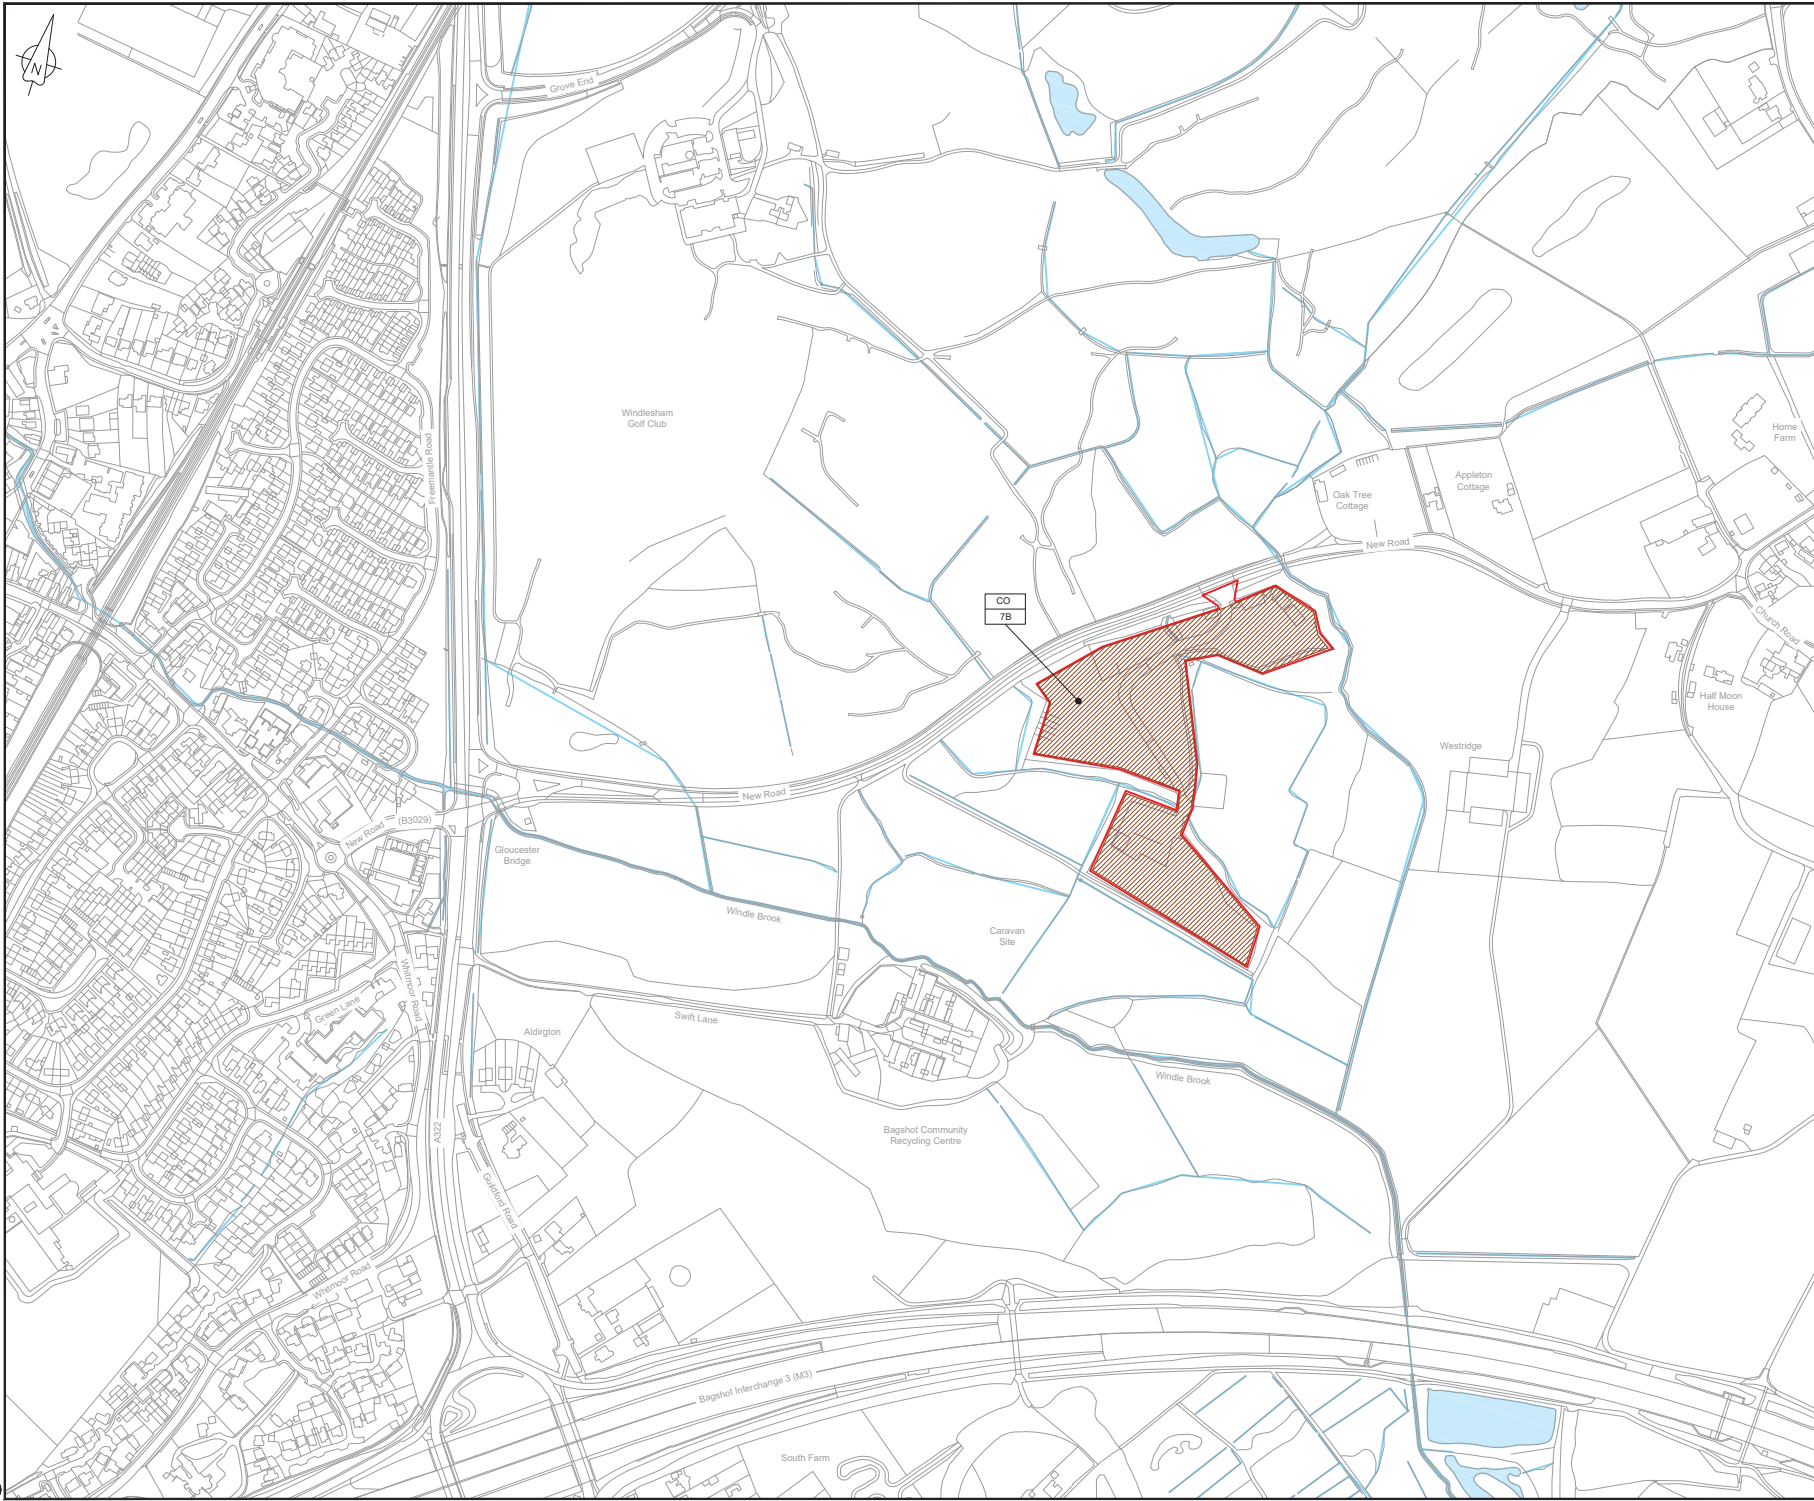 N
Grove End
Windlesham
Golf Club
Freemantle Road
Home
Farm
Appleton
Cottage
Oak Tree
Cottage
New Road
CO
7B
Church Road
Half Moon
House
Westridge
New Road
New Road
(B3029)
Gloucester
Bridge
Windle Brook
Caravan
Site
Whitmoor Road
Green Lane
Swift Lane
Aldington
Windle Brook
A322
Bagshot Community
Recycling Centre
Guildford Road
Whitmoor Road
Bagshot Interchange 3 (M3)
South Farm